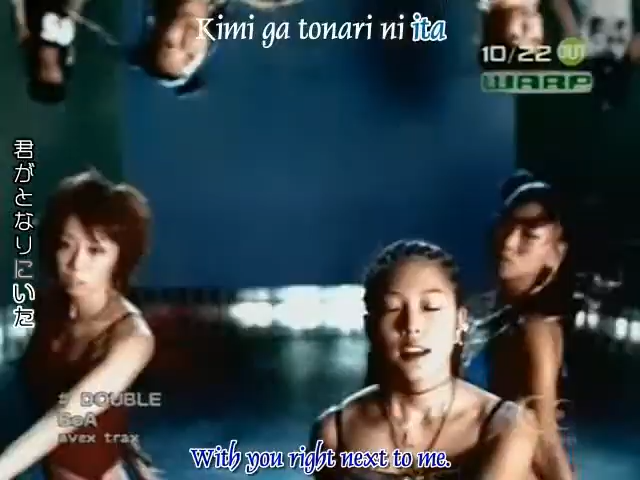 Kimi ga tonari ni ita
10/22 OUT
WARP
君がとなりにいた
♯ DOUBLE
BoA
avex trax
With you right next to me.